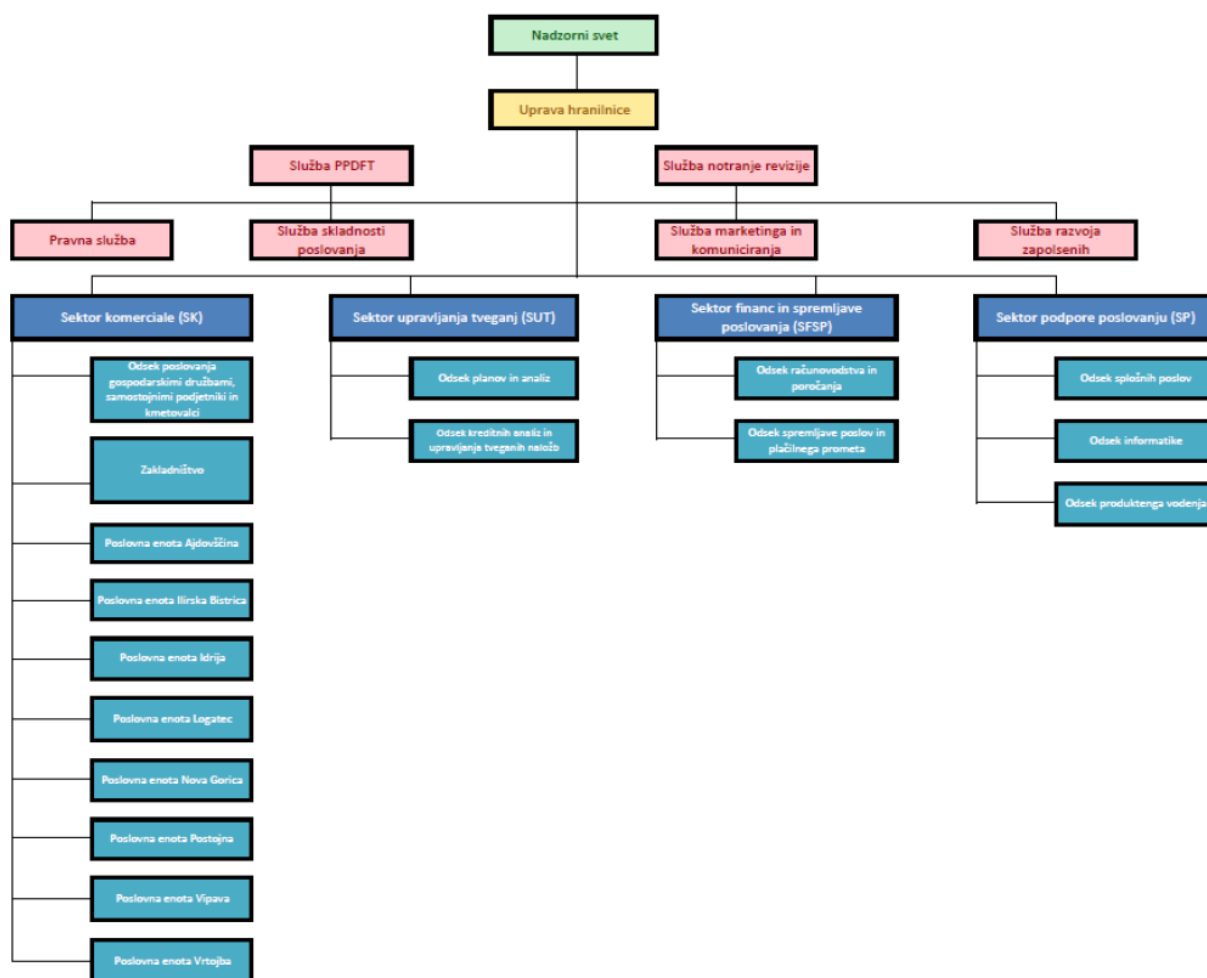 Nadzorni svet
Uprava hranilnice
Služba PPDFT
Služba notranje revizije
Pravna služba
Služba skladnosti
poslovanja
Služba marketinga in
komuniciranja
Služba razvoja
zapolsenih
Sektor komerciale (SK)
Sektor upravljanja tveganj (SUT)
Sektor financ in spremljave
poslovanja (SFSP)
Sektor podpore poslovanju (SP)
Odsek poslovanja
gospodarskimi družbami,
samostojnimi podjetniki in
kmetovalci
Zakladništvo
Poslovna enota Ajdovščina
Poslovna enota Ilirska Bistrica
Poslovna enota Idrija
Poslovna enota Logatec
Poslovna enota Nova Gorica
Poslovna enota Postojna
Poslovna enota Vipava
Poslovna enota Vrtojba
Odsek planov in analiz
Odsek kreditnih analiz in
upravljanja tveganih naložb
Odsek računovodstva in
poročanja
Odsek spremljave poslov in
plačilnega prometa
Odsek splošnih poslov
Odsek informatike
Odsek produktenga vodenja